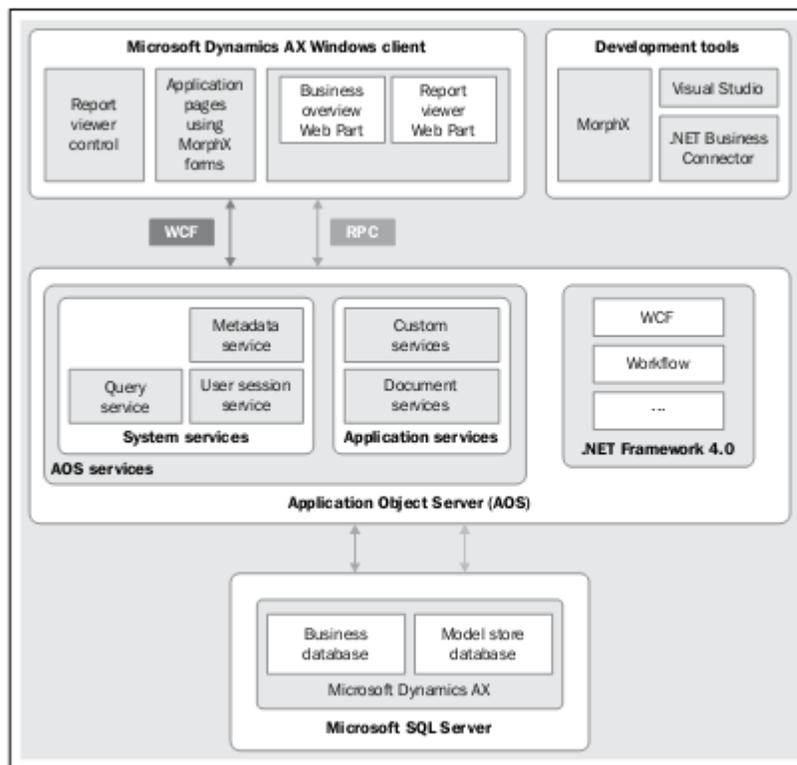 Microsoft Dynamics AX Windows client
Report
viewer
control
Application
pages
using
MorphX
forms
Business
overview
Web Part
Report
viewer
Web Part
Development tools
MorphX
Visual Studio
.NET Business
Connector
WCF
RPC
Metadata
service
Query
service
User session
service
System services
Custom
services
Document
services
Application services
AOS services
WCF
Workflow
...
.NET Framework 4.0
Application Object Server (AOS)
Business
database
Model store
database
Microsoft Dynamics AX
Microsoft SQL Server